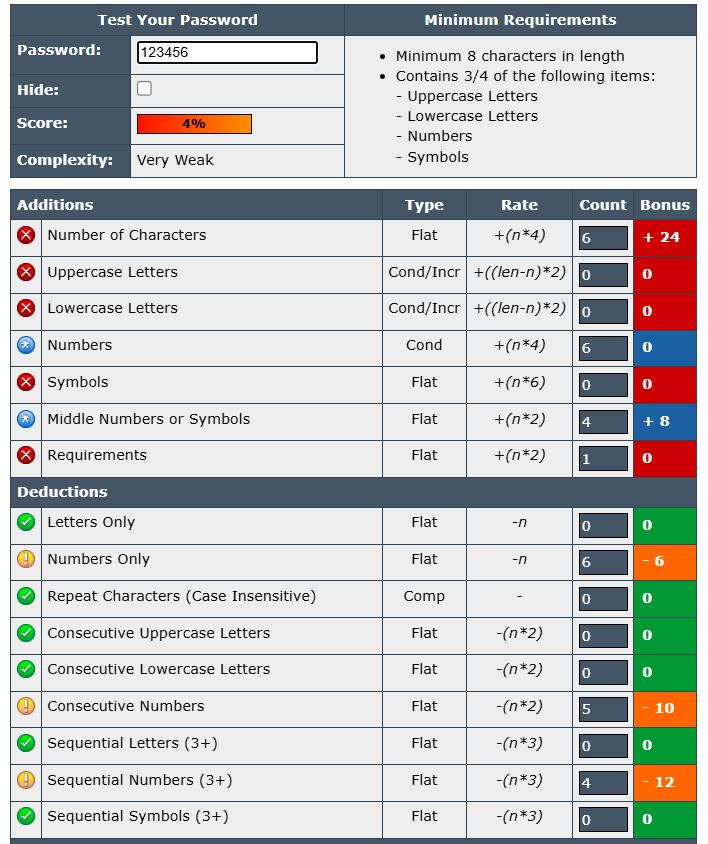 Test Your Password
Minimum Requirements
Password: 123456
Hide:
Score: 4%
Complexity: Very Weak
• Minimum 8 characters in length
• Contains 3/4 of the following items:
- Uppercase Letters
- Lowercase Letters
- Numbers
- Symbols
Additions Type Rate Count Bonus
Number of Characters Flat +(n*4) 6 + 24
Uppercase Letters Cond/Incr +((len-n)*2) 0 0
Lowercase Letters Cond/Incr +((len-n)*2) 0 0
Numbers Cond +(n*4) 6 0
Symbols Flat +(n*6) 0 0
Middle Numbers or Symbols Flat +(n*2) 4 + 8
Requirements Flat +(n*2) 1 0
Deductions
Letters Only Flat -n 0 0
Numbers Only Flat -n 6 - 6
Repeat Characters (Case Insensitive) Comp - 0 0
Consecutive Uppercase Letters Flat -(n*2) 0 0
Consecutive Lowercase Letters Flat -(n*2) 0 0
Consecutive Numbers Flat -(n*2) 5 - 10
Sequential Letters (3+) Flat -(n*3) 0 0
Sequential Numbers (3+) Flat -(n*3) 4 - 12
Sequential Symbols (3+) Flat -(n*3) 0 0